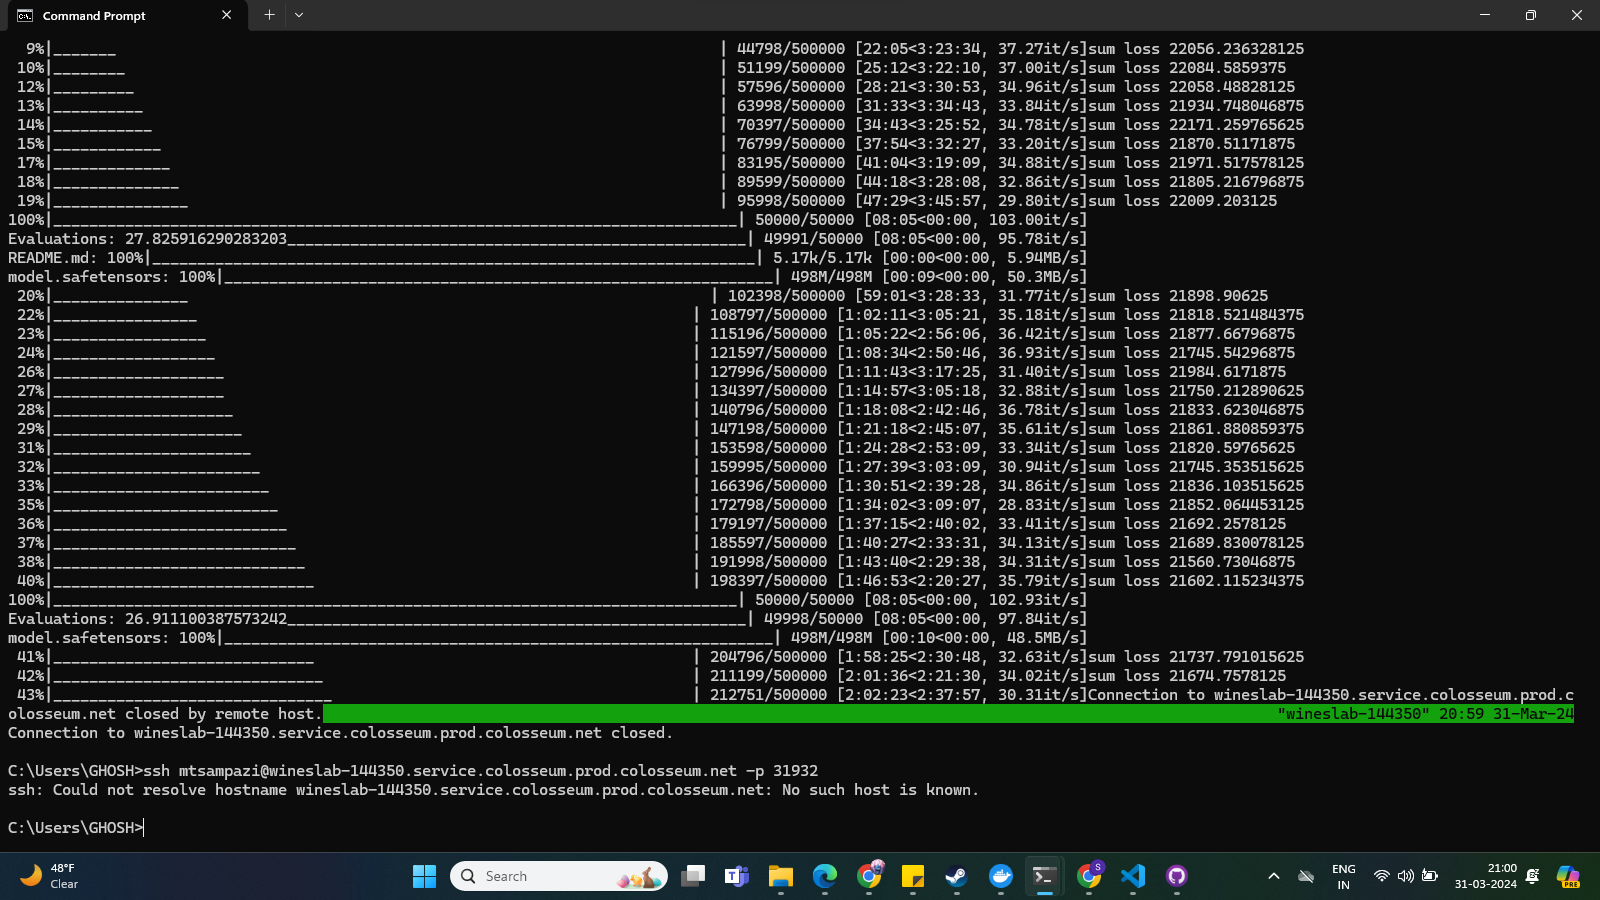 Command Prompt
9%|_______ | 44798/500000 [22:05<3:23:34, 37.27it/s]sum loss 22056.236328125
10%|________ | 51199/500000 [25:12<3:22:10, 37.00it/s]sum loss 22084.5859375
12%|_________ | 57596/500000 [28:21<3:30:53, 34.96it/s]sum loss 22058.48828125
13%|__________ | 63998/500000 [31:33<3:34:43, 33.84it/s]sum loss 21934.748046875
14%|___________ | 70397/500000 [34:43<3:25:52, 34.78it/s]sum loss 22171.259765625
15%|____________ | 76799/500000 [37:54<3:32:27, 33.20it/s]sum loss 21870.51171875
17%|_____________ | 83195/500000 [41:04<3:19:09, 34.88it/s]sum loss 21971.517578125
18%|______________ | 89599/500000 [44:18<3:28:08, 32.86it/s]sum loss 21805.216796875
19%|_______________ | 95998/500000 [47:29<3:45:57, 29.80it/s]sum loss 22009.203125
100%|____________________________________________________________________________| 50000/50000 [08:05<00:00, 103.00it/s]
Evaluations: 27.825916290283203___________________________________________________| 49991/50000 [08:05<00:00, 95.78it/s]
README.md: 100%|___________________________________________________________________| 5.17k/5.17k [00:00<00:00, 5.94MB/s]
model.safetensors: 100%|_____________________________________________________________| 498M/498M [00:09<00:00, 50.3MB/s]
20%|_______________ | 102398/500000 [59:01<3:28:33, 31.77it/s]sum loss 21898.90625
22%|________________ | 108797/500000 [1:02:11<3:05:21, 35.18it/s]sum loss 21818.521484375
23%|_________________ | 115196/500000 [1:05:22<2:56:06, 36.42it/s]sum loss 21877.66796875
24%|__________________ | 121597/500000 [1:08:34<2:50:46, 36.93it/s]sum loss 21745.54296875
26%|___________________ | 127996/500000 [1:11:43<3:17:25, 31.40it/s]sum loss 21984.6171875
27%|___________________ | 134397/500000 [1:14:57<3:05:18, 32.88it/s]sum loss 21750.212890625
28%|____________________ | 140796/500000 [1:18:08<2:42:46, 36.78it/s]sum loss 21833.623046875
29%|_____________________ | 147198/500000 [1:21:18<2:45:07, 35.61it/s]sum loss 21861.880859375
31%|______________________ | 153598/500000 [1:24:28<2:53:09, 33.34it/s]sum loss 21820.59765625
32%|_______________________ | 159995/500000 [1:27:39<3:03:09, 30.94it/s]sum loss 21745.353515625
33%|________________________ | 166396/500000 [1:30:51<2:39:28, 34.86it/s]sum loss 21836.103515625
35%|_________________________ | 172798/500000 [1:34:02<3:09:07, 28.83it/s]sum loss 21852.064453125
36%|__________________________ | 179197/500000 [1:37:15<2:40:02, 33.41it/s]sum loss 21692.2578125
37%|___________________________ | 185597/500000 [1:40:27<2:33:31, 34.13it/s]sum loss 21689.830078125
38%|____________________________ | 191998/500000 [1:43:40<2:29:38, 34.31it/s]sum loss 21560.73046875
40%|_____________________________ | 198397/500000 [1:46:53<2:20:27, 35.79it/s]sum loss 21602.115234375
100%|____________________________________________________________________________| 50000/50000 [08:05<00:00, 102.93it/s]
Evaluations: 26.911100387573242___________________________________________________| 49998/50000 [08:05<00:00, 97.84it/s]
model.safetensors: 100%|_____________________________________________________________| 498M/498M [00:10<00:00, 48.5MB/s]
41%|_____________________________ | 204796/500000 [1:58:25<2:30:48, 32.63it/s]sum loss 21737.791015625
42%|______________________________ | 211199/500000 [2:01:36<2:21:30, 34.02it/s]sum loss 21674.7578125
43%|_______________________________ | 212751/500000 [2:02:23<2:37:57, 30.31it/s]Connection to wineslab-144350.service.colosseum.prod.c
olosseum.net closed by remote host. "wineslab-144350" 20:59 31-Mar-24
Connection to wineslab-144350.service.colosseum.prod.colosseum.net closed.
C:\Users\GHOSH>ssh mtsampazi@wineslab-144350.service.colosseum.prod.colosseum.net -p 31932
ssh: Could not resolve hostname wineslab-144350.service.colosseum.prod.colosseum.net: No such host is known.
C:\Users\GHOSH>
48°F
Clear
Search
ENG
IN
21:00
31-03-2024
PRE